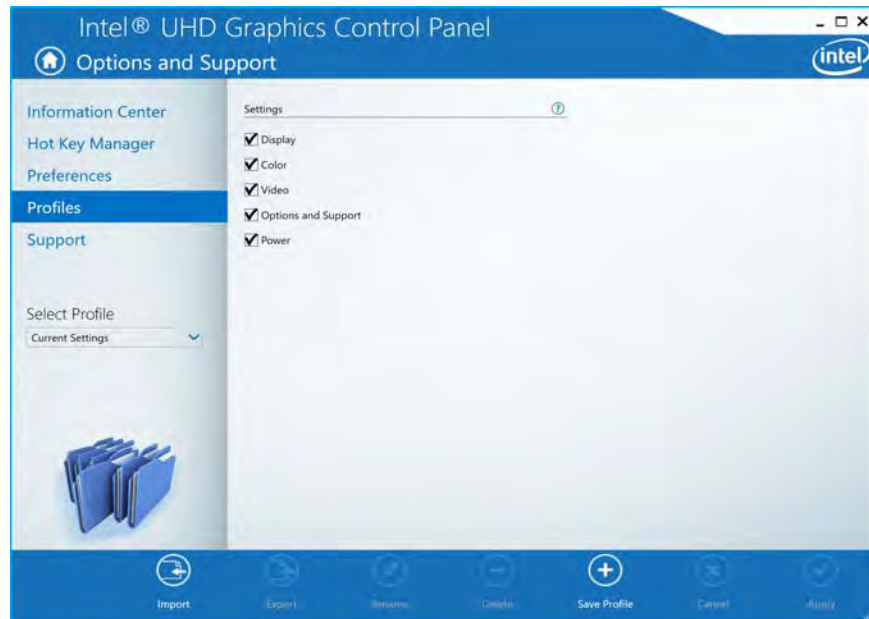 Intel® UHD Graphics Control Panel
Options and Support
intel
Information Center
Hot Key Manager
Preferences
Profiles
Support
Select Profile
Current Settings
Settings
?
Display
Color
Video
Options and Support
Power
Import
Export
Rename
Delete
Save Profile
Cancel
Apply